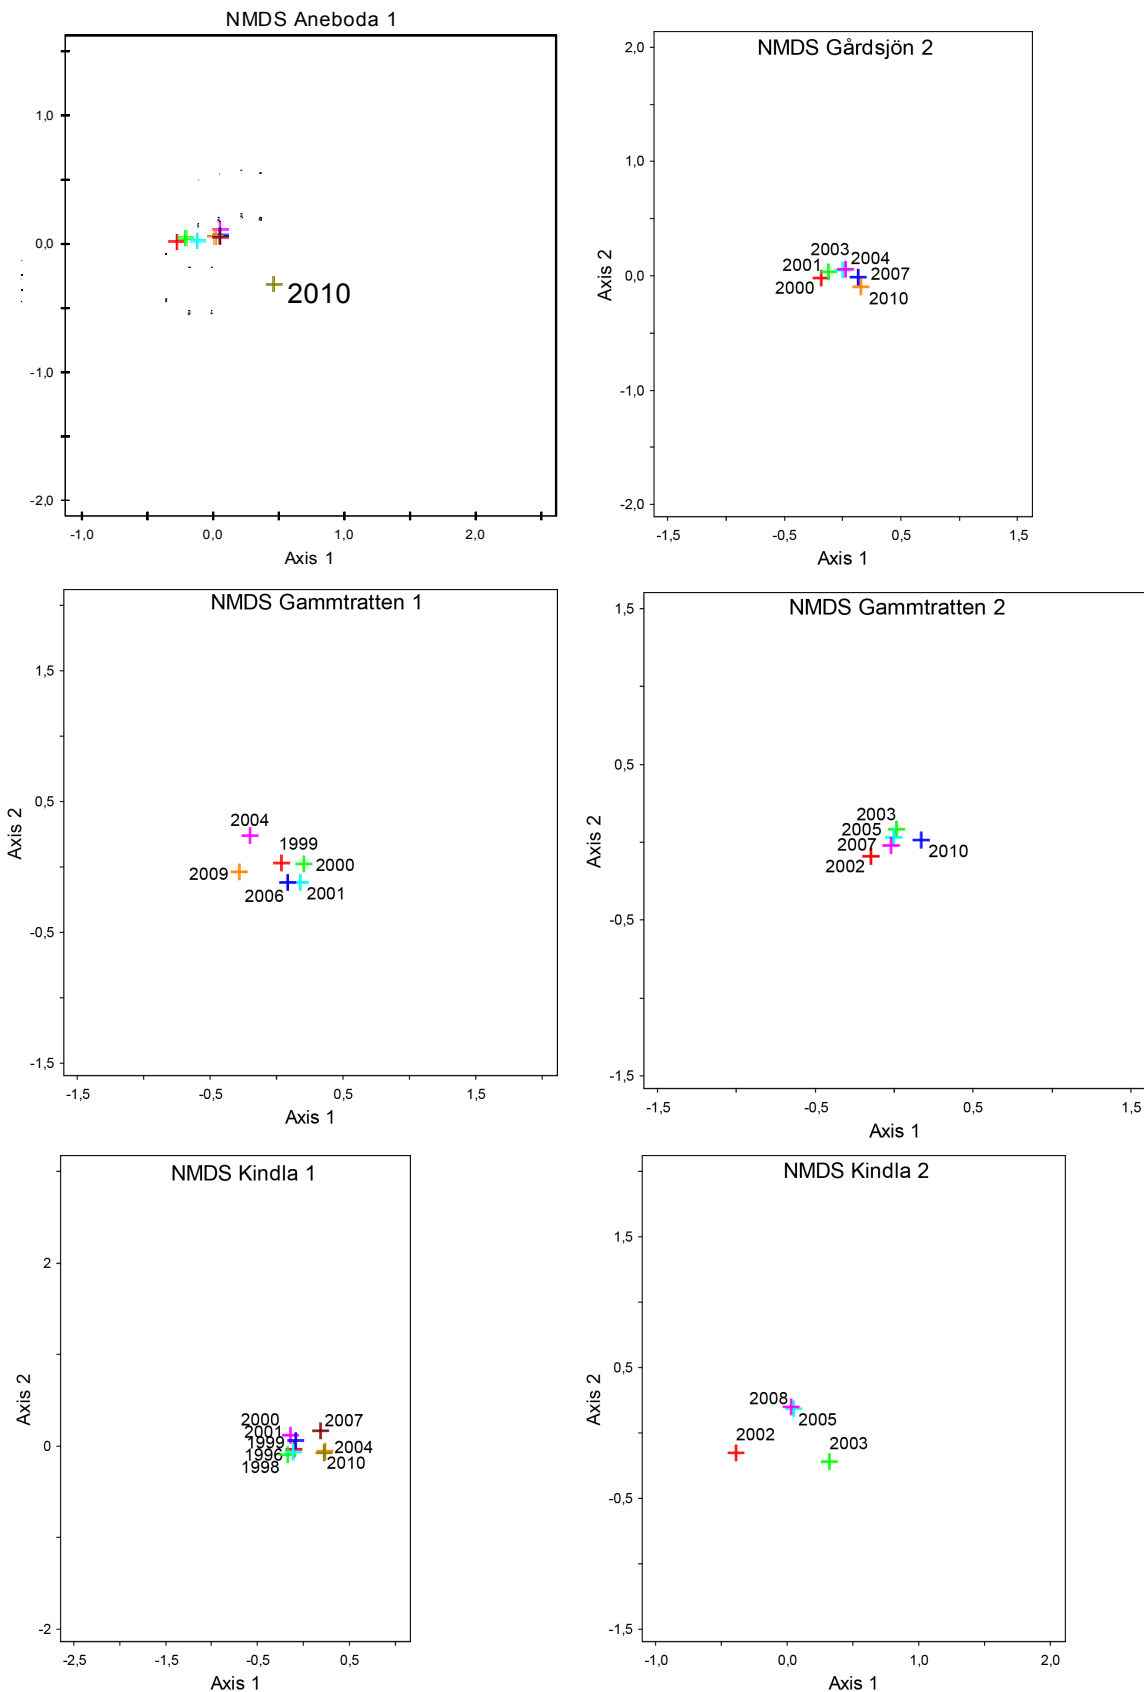 NMDS Aneboda 1
1,0
0,0
-1,0
-2,0
2010
-1,0 0,0 1,0 2,0
Axis 1
NMDS Gårdsjön 2
2,0
1,0
0,0
-1,0
-2,0
Axis 2
2003
2001 2004
2007
2000
2010
-1,5 -0,5 0,5 1,5
Axis 1
NMDS Gammtratten 1
1,5
0,5
-0,5
-1,5
Axis 2
2004
1999
2000
2009
2006 2001
-1,5 -0,5 0,5 1,5
Axis 1
NMDS Gammtratten 2
1,5
0,5
-0,5
-1,5
Axis 2
2003
2005
2007
2010
2002
-1,5 -0,5 0,5 1,5
Axis 1
NMDS Kindla 1
2
0
-2
Axis 2
2000 2007
2001
1999
2004
1996
2010
1998
-2,5 -1,5 -0,5 0,5
Axis 1
NMDS Kindla 2
1,5
0,5
-0,5
-1,5
Axis 2
2008
2005
2002
2003
-1,0 0,0 1,0 2,0
Axis 1